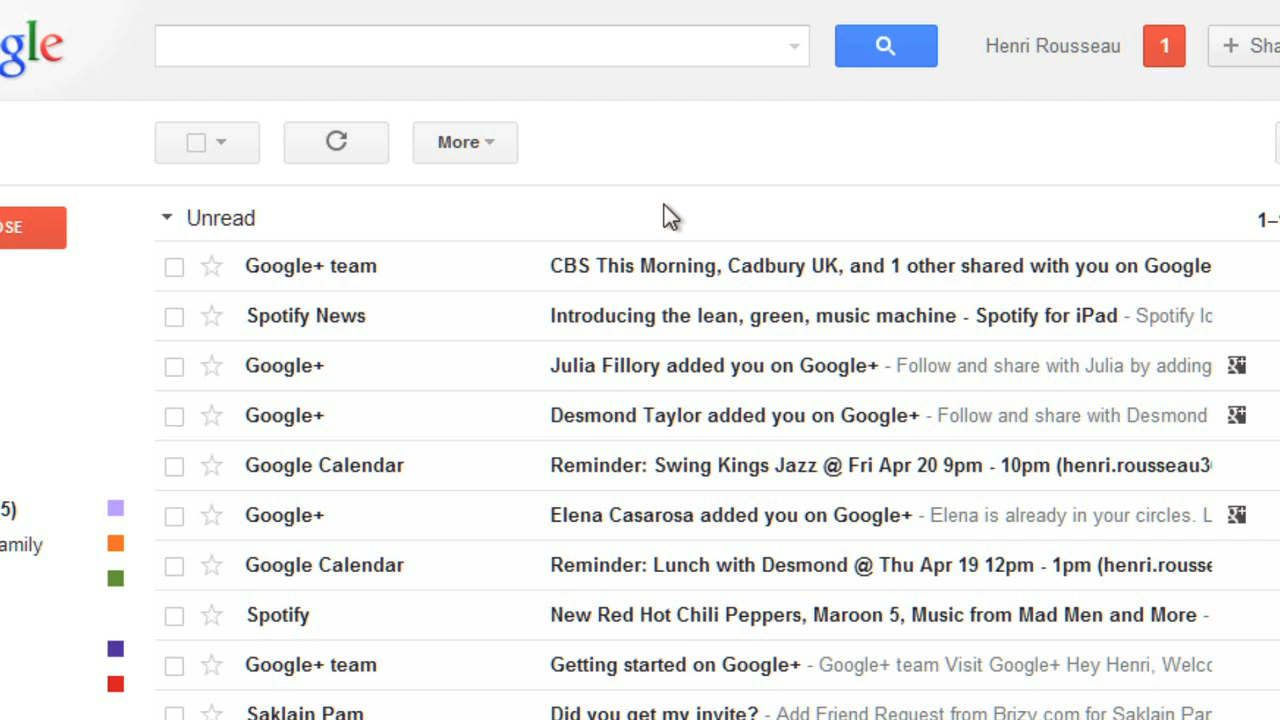 gle
Henri Rousseau 1 + Sha
More
OSE
Unread 1–
Google+ team CBS This Morning, Cadbury UK, and 1 other shared with you on Google
Spotify News Introducing the lean, green, music machine - Spotify for iPad - Spotify
Google+ Julia Fillory added you on Google+ - Follow and share with Julia by adding
Google+ Desmond Taylor added you on Google+ - Follow and share with Desmond
Google Calendar Reminder: Swing Kings Jazz @ Fri Apr 20 9pm - 10pm (henri.rousseau3
5) Google+ Elena Casarosa added you on Google+ - Elena is already in your circles. L
amily
Google Calendar Reminder: Lunch with Desmond @ Thu Apr 19 12pm - 1pm (henri.rousse
Spotify New Red Hot Chili Peppers, Maroon 5, Music from Mad Men and More -
Google+ team Getting started on Google+ - Google+ team Visit Google+ Hey Henri, Welc
Saklain Pam Did you get my invite? - Add Friend Request from Brizy.com for Saklain Par